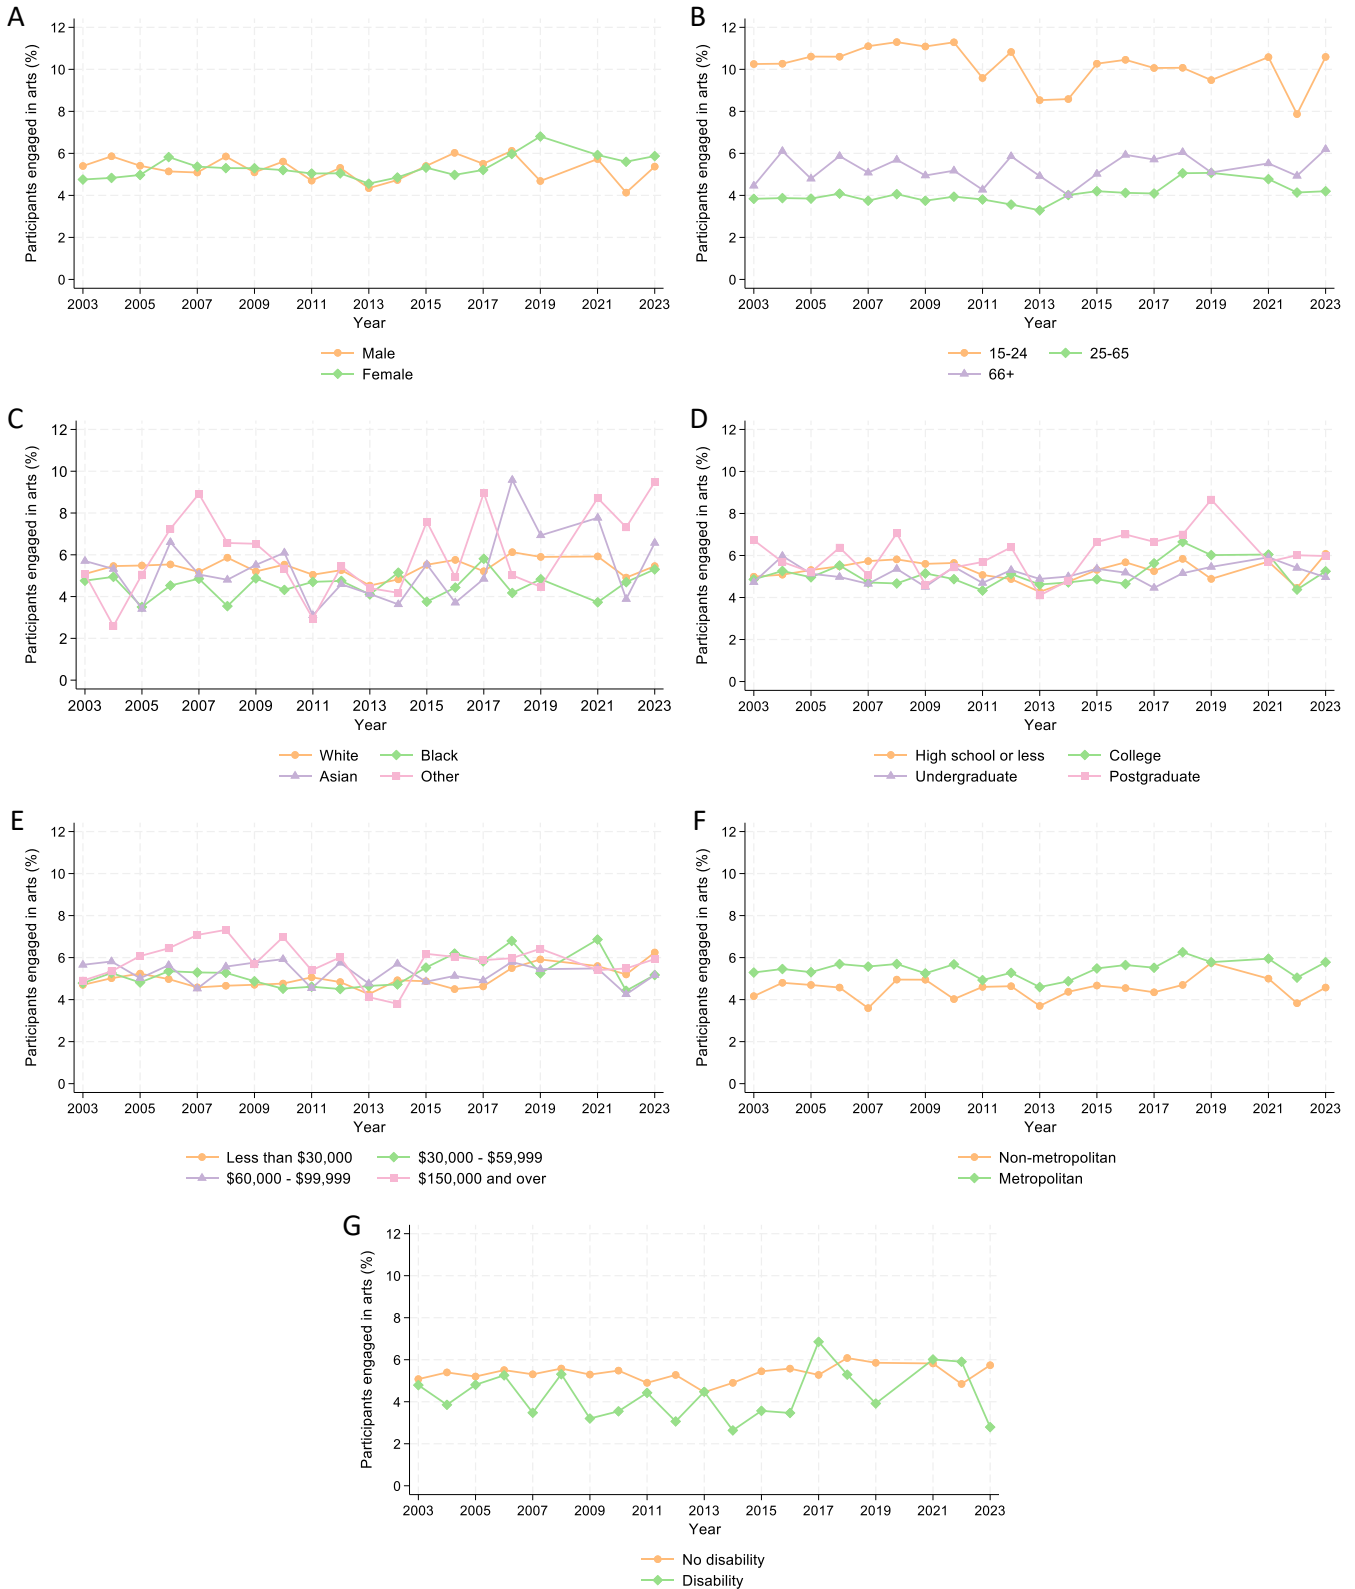 A
Participants engaged in arts (%)
12
10
8
6
4
2
0
2003 2005 2007 2009 2011 2013 2015 2017 2019 2021 2023
Year
Male
Female
B
Participants engaged in arts (%)
12
10
8
6
4
2
0
2003 2005 2007 2009 2011 2013 2015 2017 2019 2021 2023
Year
15-24 25-65
66+
C
Participants engaged in arts (%)
12
10
8
6
4
2
0
2003 2005 2007 2009 2011 2013 2015 2017 2019 2021 2023
Year
White Black
Asian Other
D
Participants engaged in arts (%)
12
10
8
6
4
2
0
2003 2005 2007 2009 2011 2013 2015 2017 2019 2021 2023
Year
High school or less College
Undergraduate Postgraduate
E
Participants engaged in arts (%)
12
10
8
6
4
2
0
2003 2005 2007 2009 2011 2013 2015 2017 2019 2021 2023
Year
Less than $30,000 $30,000 - $59,999
$60,000 - $99,999 $150,000 and over
F
Participants engaged in arts (%)
12
10
8
6
4
2
0
2003 2005 2007 2009 2011 2013 2015 2017 2019 2021 2023
Year
Non-metropolitan
Metropolitan
G
Participants engaged in arts (%)
12
10
8
6
4
2
0
2003 2005 2007 2009 2011 2013 2015 2017 2019 2021 2023
Year
No disability
Disability